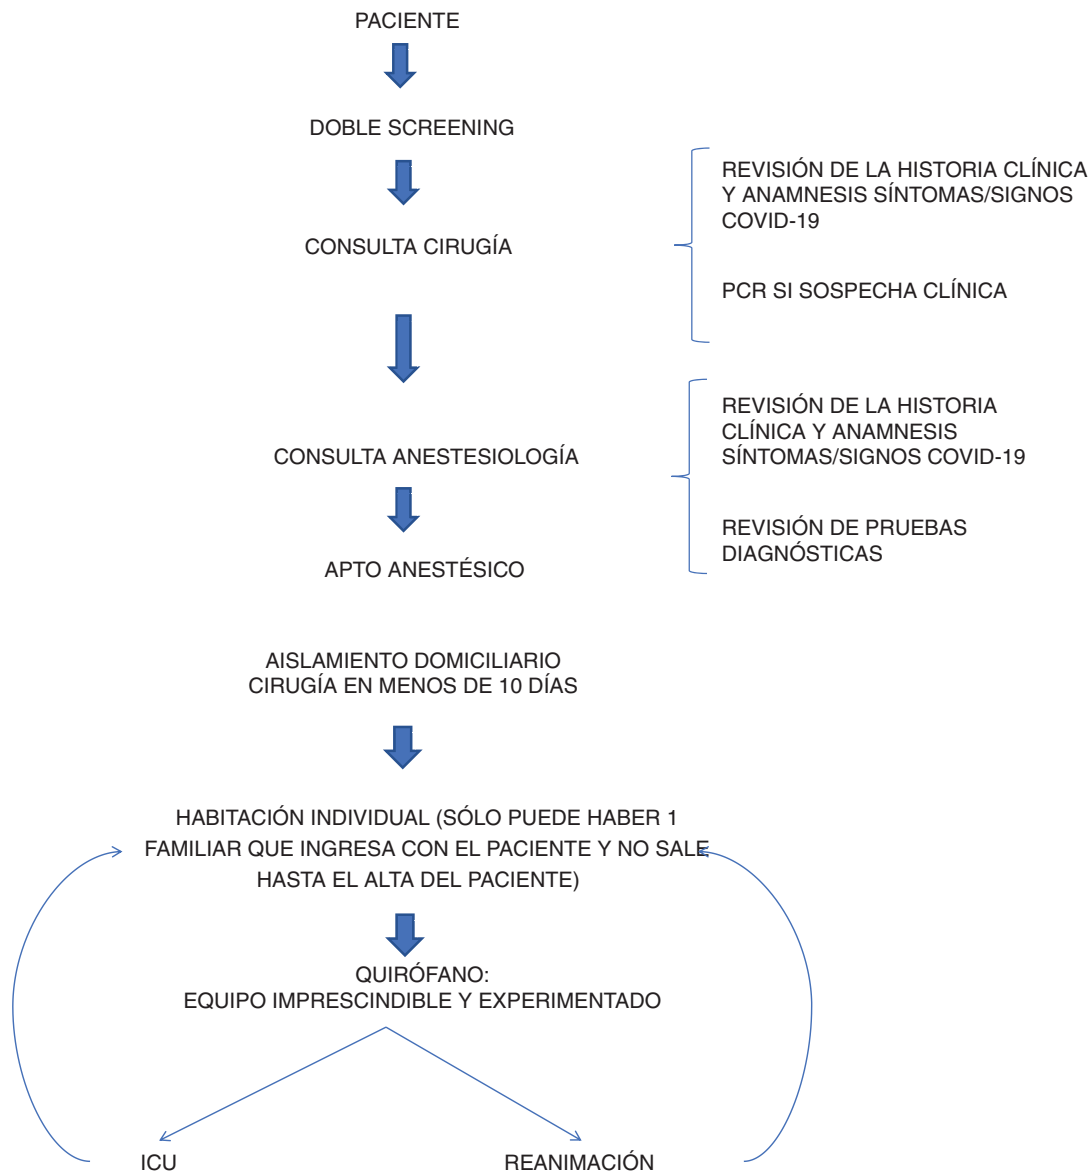 PACIENTE
DOBLE SCREENING
CONSULTA CIRUGÍA
REVISIÓN DE LA HISTORIA CLÍNICA
Y ANAMNESIS SÍNTOMAS/SIGNOS
COVID-19
PCR SI SOSPECHA CLÍNICA
CONSULTA ANESTESIOLOGÍA
REVISIÓN DE LA HISTORIA
CLÍNICA Y ANAMNESIS
SÍNTOMAS/SIGNOS COVID-19
REVISIÓN DE PRUEBAS
DIAGNÓSTICAS
APTO ANESTÉSICO
AISLAMIENTO DOMICILIARIO
CIRUGÍA EN MENOS DE 10 DÍAS
HABITACIÓN INDIVIDUAL (SÓLO PUEDE HABER 1
FAMILIAR QUE INGRESA CON EL PACIENTE Y NO SALE
HASTA EL ALTA DEL PACIENTE)
QUIRÓFANO:
EQUIPO IMPRESCINDIBLE Y EXPERIMENTADO
ICU
REANIMACIÓN